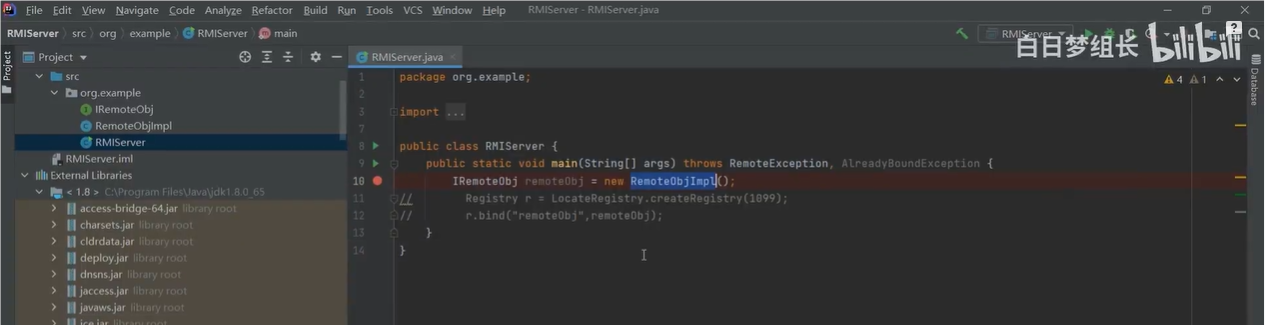 File Edit View Navigate Code Analyze Refactor Build Run Tools VCS Window Help RMIServer - RMIServer.java
RMIServer src org example RMIServer main
RMIServer
白日梦组长 bilibili
Project
Project
RMIServer.java
src
org.example
IRemoteObj
RemoteObjImpl
RMIServer
RMIServer.iml
External Libraries
< 1.8 > C:\Program Files\Java\jdk1.8.0_65
access-bridge-64.jar library root
charsets.jar library root
cldrdata.jar library root
deploy.jar library root
dnsns.jar library root
jaccess.jar library root
javaws.jar library root
jce.jar library root
4 1
1 package org.example;
2
3 import ...
7
8 public class RMIServer {
9 public static void main(String[] args) throws RemoteException, AlreadyBoundException {
10 IRemoteObj remoteObj = new RemoteObjImpl();
11 // Registry r = LocateRegistry.createRegistry(1099);
12 // r.bind("remoteObj",remoteObj);
13 }
14 }
Database